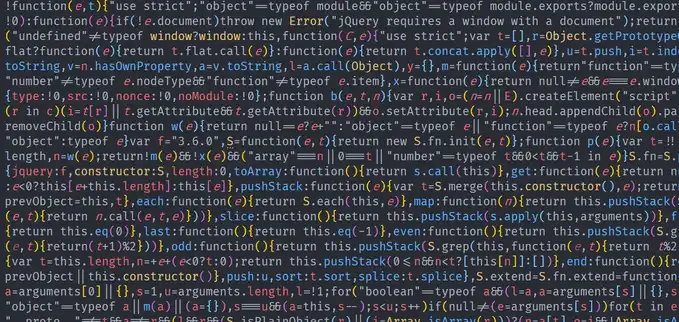 !function(e,t){"use strict";"object"==typeof module&&"object"==typeof module.exports?module.export
!0):function(e){if(!e.document)throw new Error("jQuery requires a window with a document");return
("undefined"!=typeof window?window:this,function(C,e){"use strict";var t=[],r=Object.getPrototype
flat?function(e){return t.flat.call(e)}:function(e){return t.concat.apply([],e)},u=t.push,i=t.inde
toString,v=n.hasOwnProperty,a=v.toString,l=a.call(Object),y={},m=function(e){return"function"==ty
"number"!=typeof e.nodeType&&"function"!=typeof e.item},x=function(e){return null!=e&&e===e.window
{type:!0,src:!0,nonce:!0,noModule:!0};function b(e,t,n){var r,i,o=(n=n||E).createElement("script"
(r in c)(i=t[r]||t.getAttribute&&t.getAttribute(r))&&o.setAttribute(r,i);n.head.appendChild(o).pa
removeChild(o)}function w(e){return null==e?e+"":"object"==typeof e||"function"==typeof e?n[o.cal
"object":typeof e}var f="3.6.0",S=function(e,t){return new S.fn.init(e,t)};function p(e){var t=!!
length,n=w(e);return!m(e)&&!x(e)&&("array"===n||0===t||"number"==typeof t&&0<t&&t-1 in e)}S.fn=S.p
{jquery:f,constructor:S,length:0,toArray:function(){return s.call(this)},get:function(e){return nu
:e<0?this[e+this.length]:this[e]},pushStack:function(e){var t=S.merge(this.constructor(),e);return
prevObject=this,t},each:function(e){return S.each(this,e)},map:function(n){return this.pushStack(S
(e,t){return n.call(e,t,e)}))},slice:function(){return this.pushStack(s.apply(this,arguments))},f
{return this.eq(0)},last:function(){return this.eq(-1)},even:function(){return this.pushStack(S.g
(e,t){return(t+1)%2}))},odd:function(){return this.pushStack(S.grep(this,function(e,t){return t%2
{var t=this.length,n=+e+(e<0?t:0);return this.pushStack(0<=n&&n<t?[this[n]]:[])},end:function(){re
prevObject||this.constructor()},push:u,sort:t.sort,splice:t.splice},S.extend=S.fn.extend=function
a=arguments[0]||{},s=1,u=arguments.length,l=!1;for("boolean"==typeof a&&(l=a,a=arguments[s]||{},s
"object"==typeof a||m(a)||(a={}),s===u&&(a=this,s--);s<u;s++)if(null!=(e=arguments[s]))for(t in e